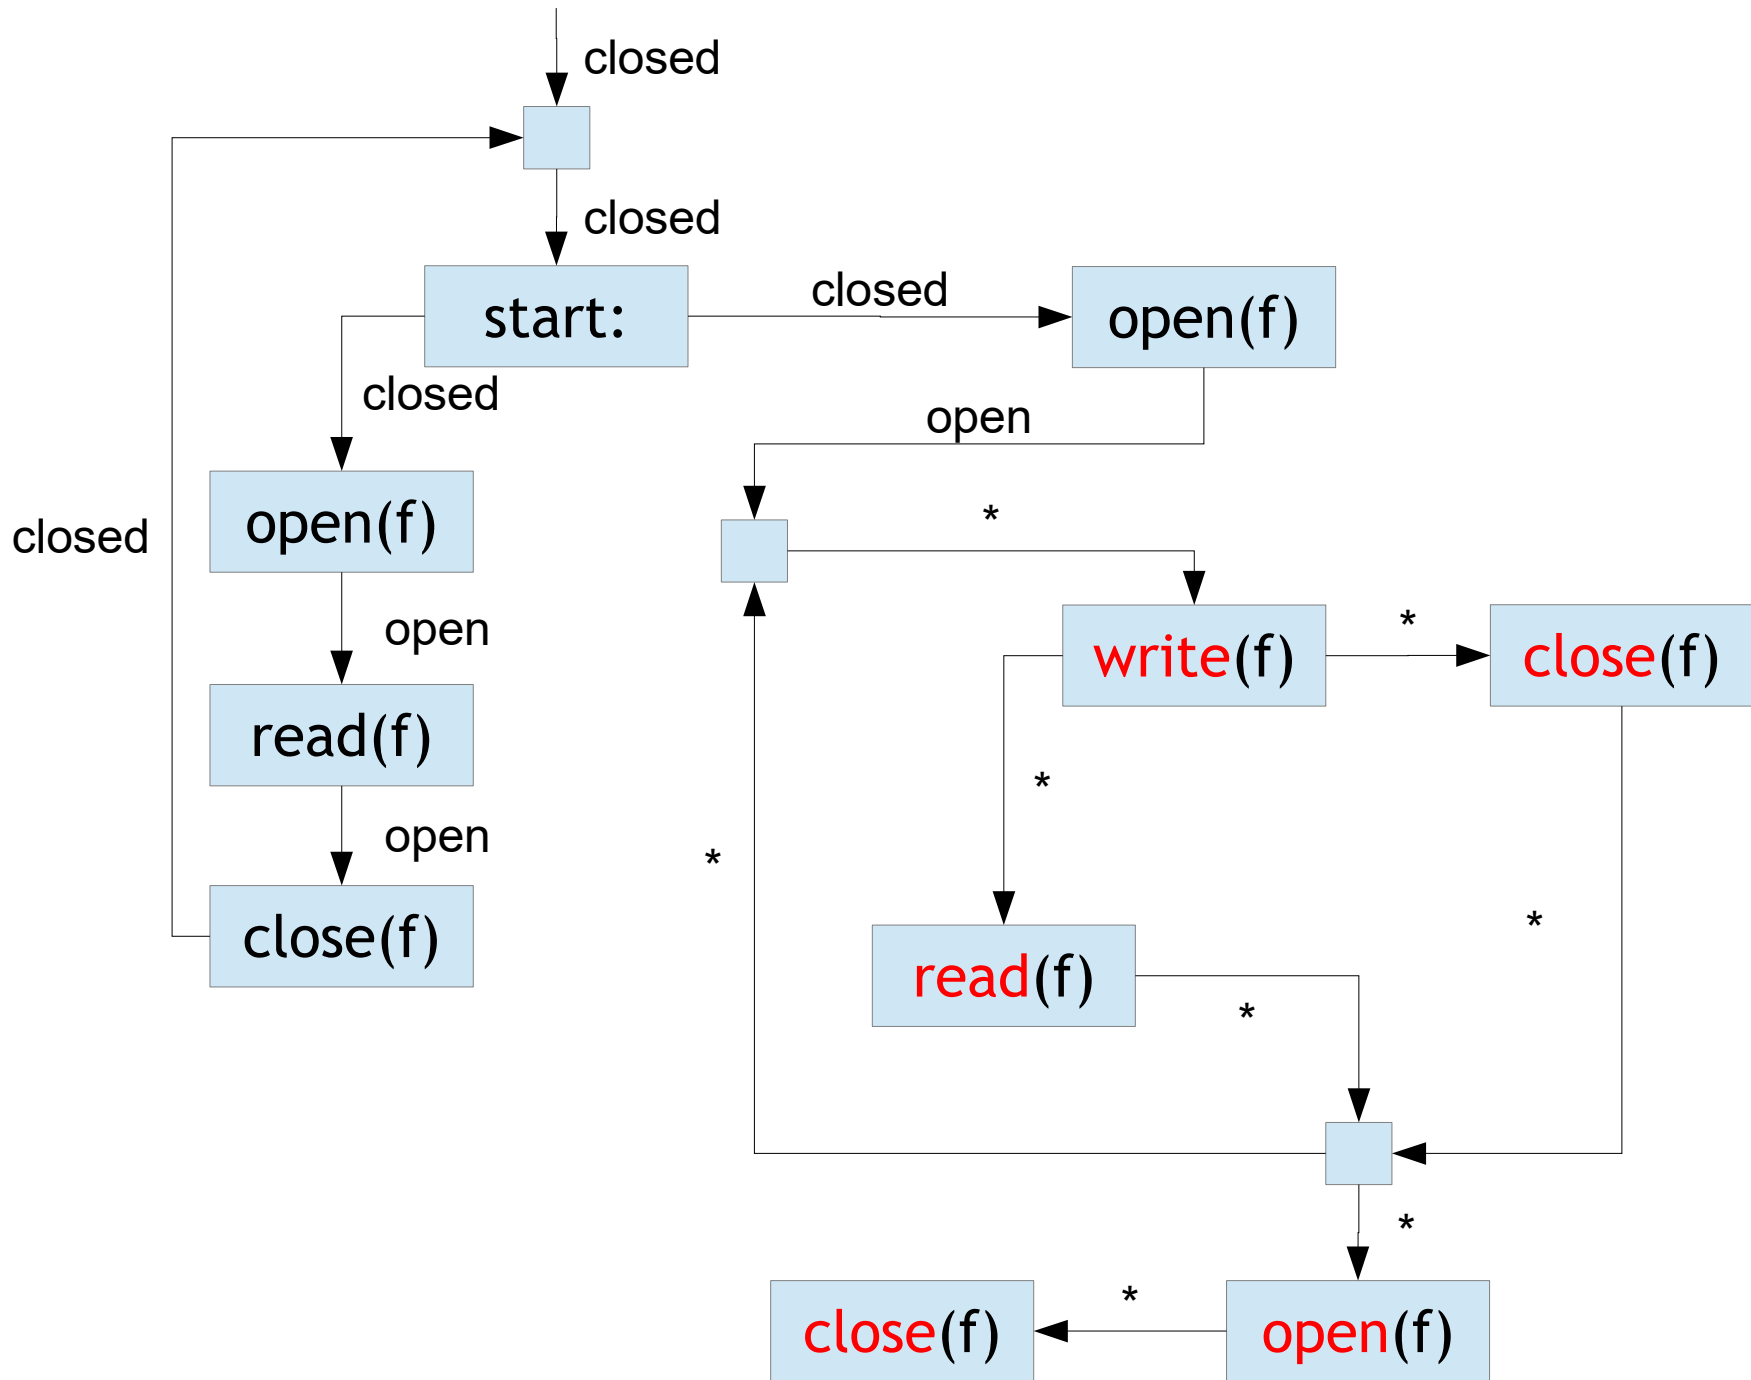 closed
closed
start:
closed
open(f)
closed
open
open(f)
*
closed
open
write(f)
*
close(f)
read(f)
*
open
*
*
close(f)
read(f)
*
*
*
close(f)
open(f)